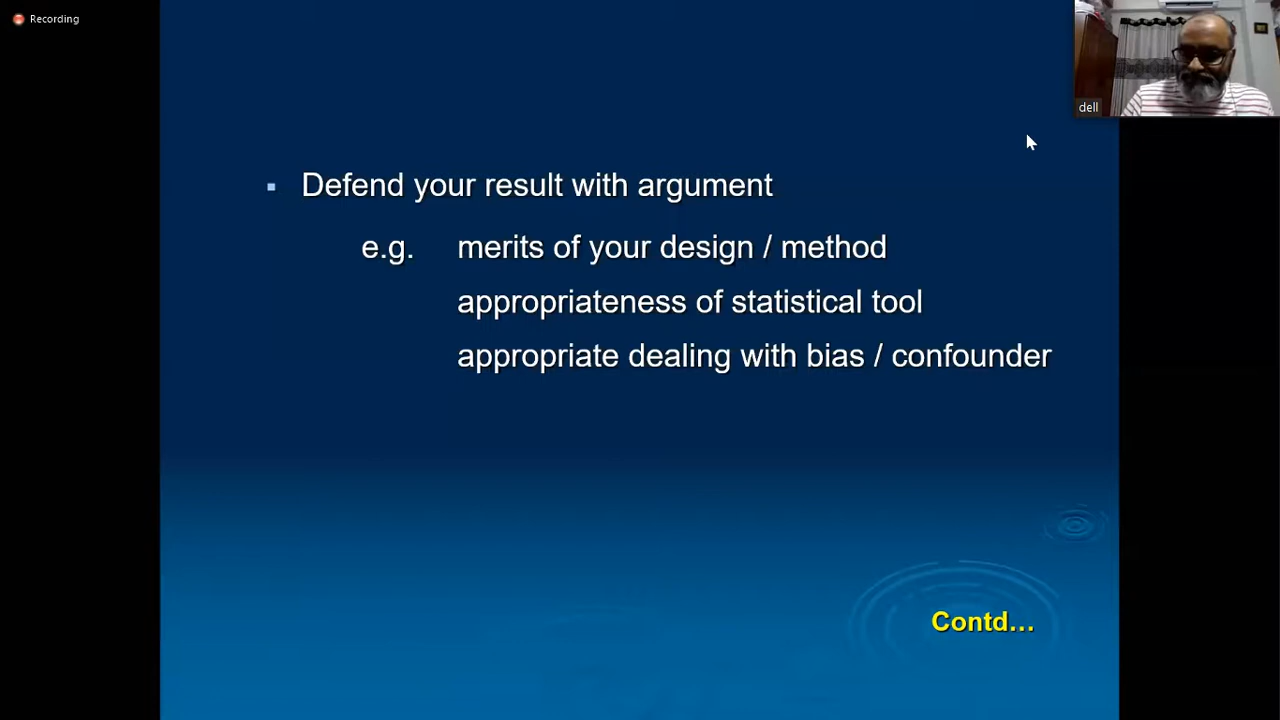 Recording
dell
▪ Defend your result with argument
e.g. merits of your design / method
appropriateness of statistical tool
appropriate dealing with bias / confounder
Contd...